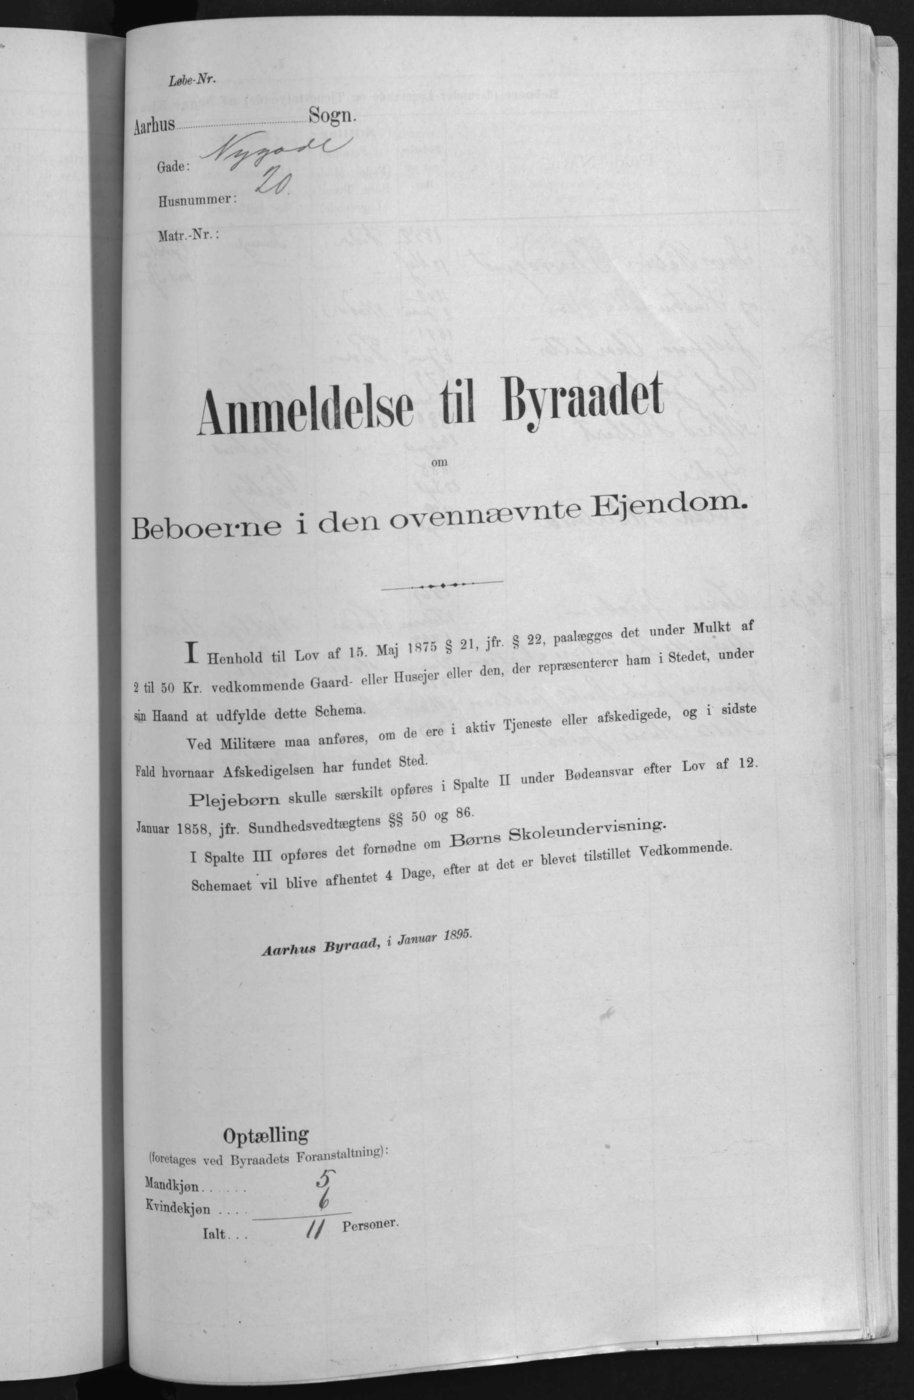 Løbe-Nr.
Aarhus Sogn.
Gade: Nygade
Husnummer: 20.
Matr.-Nr.:
Anmeldelse til Byraadet
om
Beboerne i den ovennævnte Ejendom.
I Henhold til Lov af 15. Maj 1875 § 21, jfr. § 22, paalægges det under Mulkt af
2 til 50 Kr. vedkommende Gaard- eller Husejer eller den, der repræsenterer ham i Stedet, under
sin Haand at udfylde dette Schema.
Ved Militære maa anføres, om de ere i aktiv Tjeneste eller afskedigede, og i sidste
Fald hvornaar Afskedigelsen har fundet Sted.
Plejebørn skulle særskilt opføres i Spalte II under Bødeansvar efter Lov af 12.
Januar 1858, jfr. Sundhedsvedtægtens §§ 50 og 86.
I Spalte III opføres det fornødne om Børns Skoleundervisning.
Schemaet vil blive afhentet 4 Dage, efter at det er blevet tilstillet Vedkommende.
Aarhus Byraad, i Januar 1895.
Optælling
(foretages ved Byraadets Foranstaltning):
Mandkjøn...... 5
Kvindekjøn .... 6
Ialt... 11 Personer.